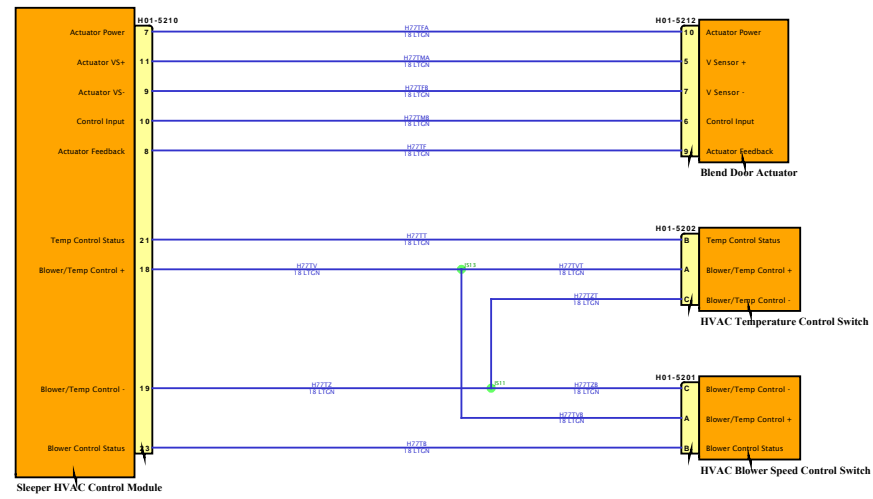 H01-5210
H01-5212
Actuator Power 7 H77TFA 10 Actuator Power
18 LTGN
Actuator VS+ 11 H77TMA 5 V Sensor +
18 LTGN
Actuator VS- 9 H77TFB 7 V Sensor -
18 LTGN
Control Input 10 H77TMB 6 Control Input
18 LTGN
Actuator Feedback 8 H77TF 9 Actuator Feedback
18 LTGN
Blend Door Actuator
H01-5202
Temp Control Status 21 H77TT B Temp Control Status
18 LTGN
Blower/Temp Control + 18 H77TV JS13 H77TVT A Blower/Temp Control +
18 LTGN 18 LTGN
H77TZT C Blower/Temp Control -
18 LTGN
HVAC Temperature Control Switch
H01-5201
Blower/Temp Control - 19 H77TZ JS11 H77TZB C Blower/Temp Control -
18 LTGN 18 LTGN
H77TVB A Blower/Temp Control +
18 LTGN
Blower Control Status 23 H77TB B Blower Control Status
18 LTGN
HVAC Blower Speed Control Switch
Sleeper HVAC Control Module